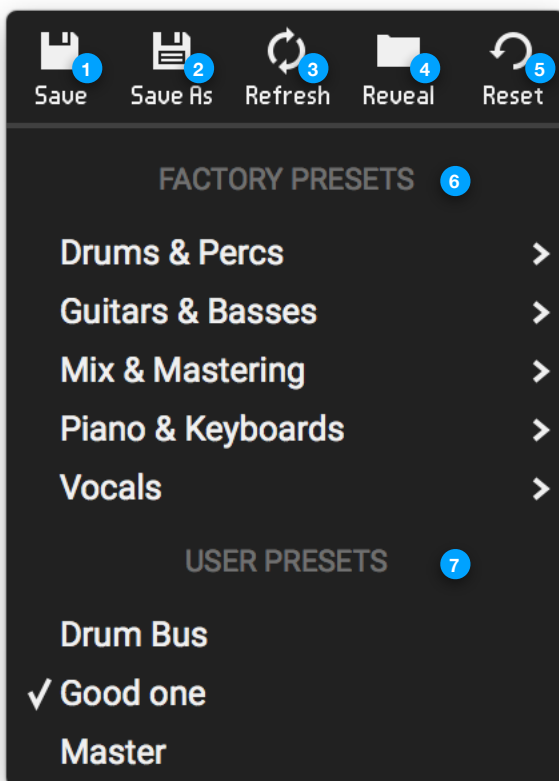 1 2 3 4 5
Save Save As Refresh Reveal Reset
FACTORY PRESETS 6
Drums & Percs
Guitars & Basses
Mix & Mastering
Piano & Keyboards
Vocals
USER PRESETS 7
Drum Bus
Good one
Master